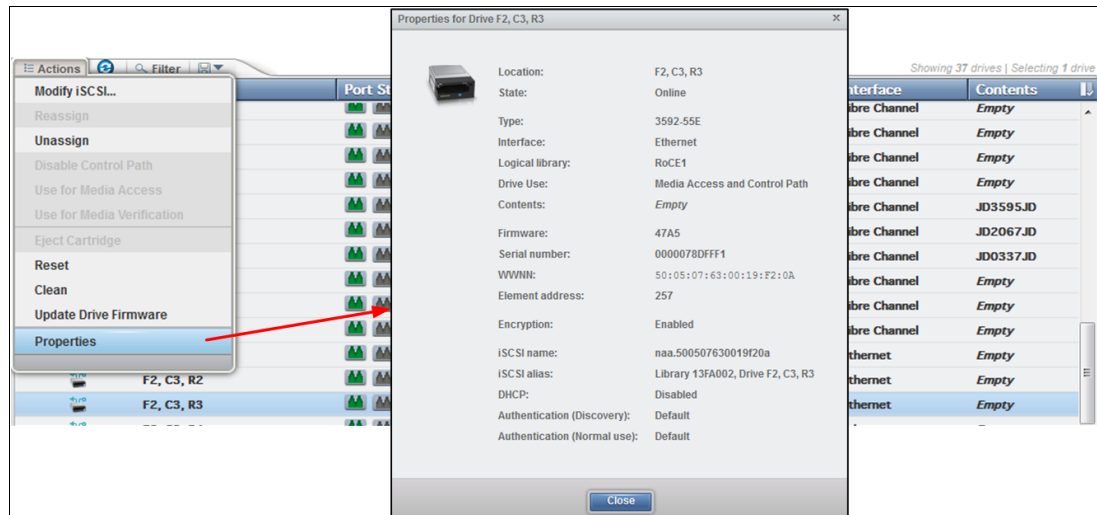 Properties for Drive F2, C3, R3
×
Location: F2, C3, R3
State: Online
Type: 3592-55E
Interface: Ethernet
Logical library: RoCE1
Drive Use: Media Access and Control Path
Contents: Empty
Firmware: 47A5
Serial number: 0000078DFFF1
WWNN: 50:05:07:63:00:19:F2:0A
Element address: 257
Encryption: Enabled
iSCSI name: naa.500507630019f20a
iSCSI alias: Library 13FA002, Drive F2, C3, R3
DHCP: Disabled
Authentication (Discovery): Default
Authentication (Normal use): Default
Close
Actions Filter
Modify iSCSI...
Reassign
Unassign
Disable Control Path
Use for Media Access
Use for Media Verification
Eject Cartridge
Reset
Clean
Update Drive Firmware
Properties
Showing 37 drives | Selecting 1 drive
Port St nterface Contents
ibre Channel Empty
ibre Channel Empty
ibre Channel Empty
ibre Channel Empty
ibre Channel JD3595JD
ibre Channel JD2067JD
ibre Channel JD0337JD
ibre Channel Empty
ibre Channel Empty
ibre Channel Empty
thernet Empty
F2, C3, R2 thernet Empty
F2, C3, R3 thernet Empty